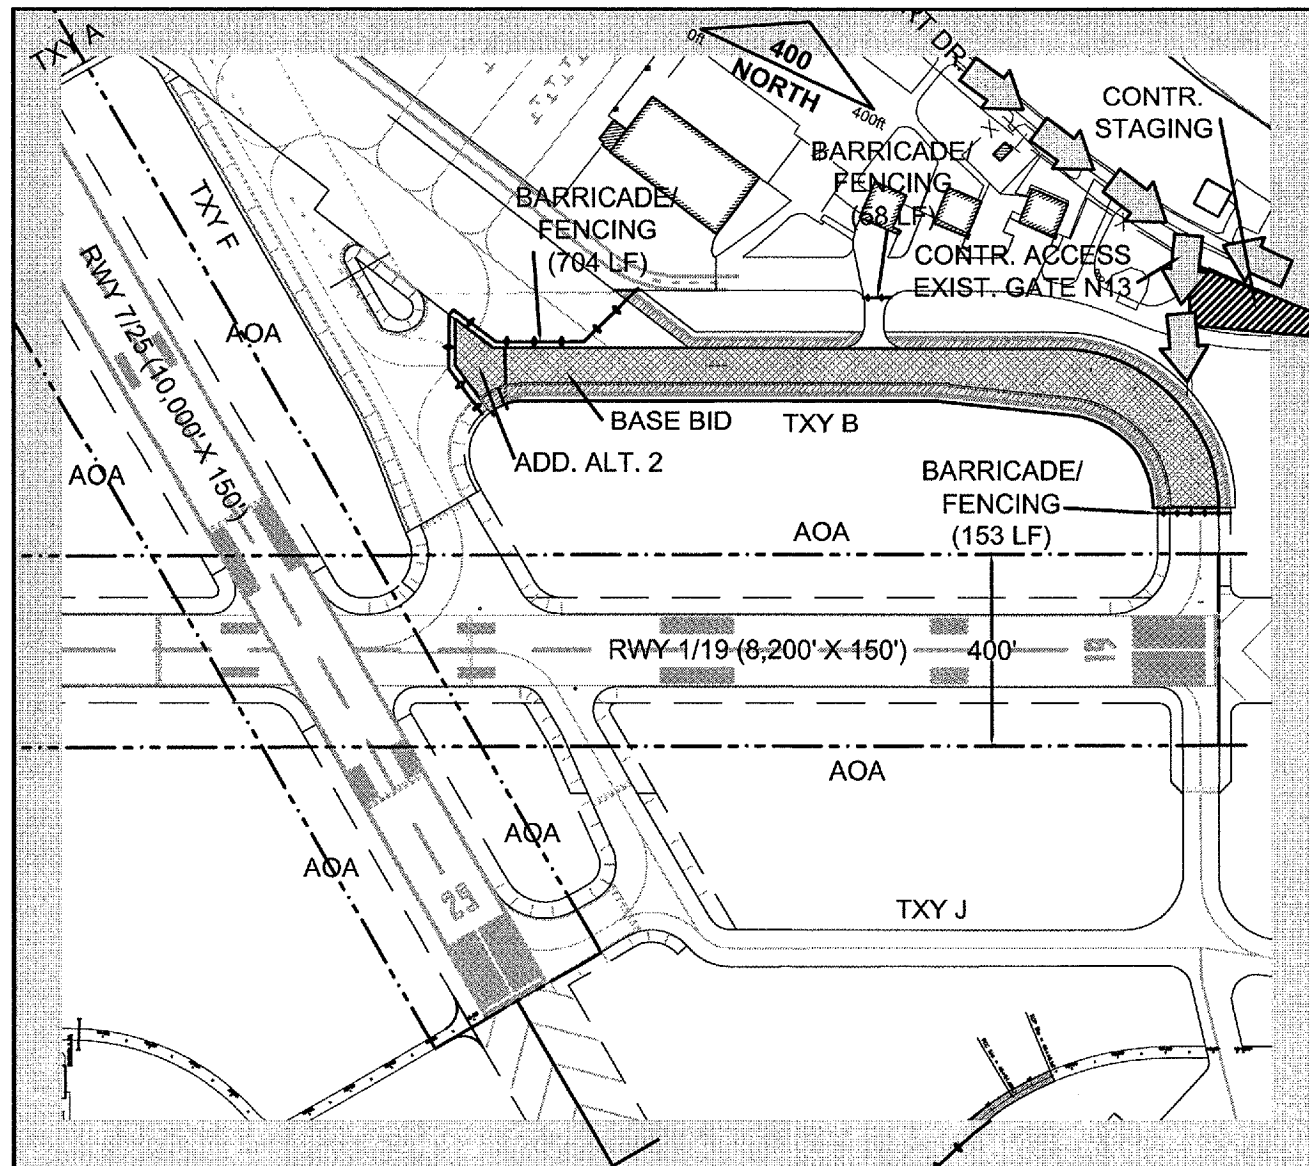 TXY A
0ft
400
NORTH
400ft
RT DR.
CONTR.
STAGING
BARRICADE/
FENCING
(704 LF)
BARRICADE/
FENCING
(68 LF)
CONTR. ACCESS
EXIST. GATE N13
TXY F
RWY 7/25 (10,000' X 150')
AOA
AOA
BASE BID
TXY B
ADD. ALT. 2
BARRICADE/
FENCING
(153 LF)
AOA
RWY 1/19 (8,200' X 150')
400'
19
AOA
AOA
AOA
25
TXY J